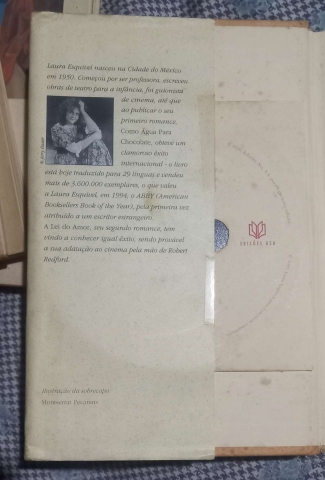 Laura Esquível nasceu na Cidade do México
em 1950. Começou por ser professora, escreveu
obras de teatro para a infância, foi guionista
de cinema, até que
ao publicar o seu
primeiro romance,
Como Água Para
Chocolate, obteve um
clamoroso êxito
internacional - o livro
está hoje traduzido para 29 línguas e vendeu
mais de 3.600.000 exemplares, o que valeu
a Laura Esquível, em 1994, o ABBY (American
Booksellers Book of the Year), pela primeira vez
atribuído a um escritor estrangeiro.
A Lei do Amor, seu segundo romance, tem
vindo a conhecer igual êxito, sendo provável
a sua adaptação ao cinema pela mão de Robert
Redford.
Ilustração da sobrecapa
Montserrat
EDIÇÕES ASA